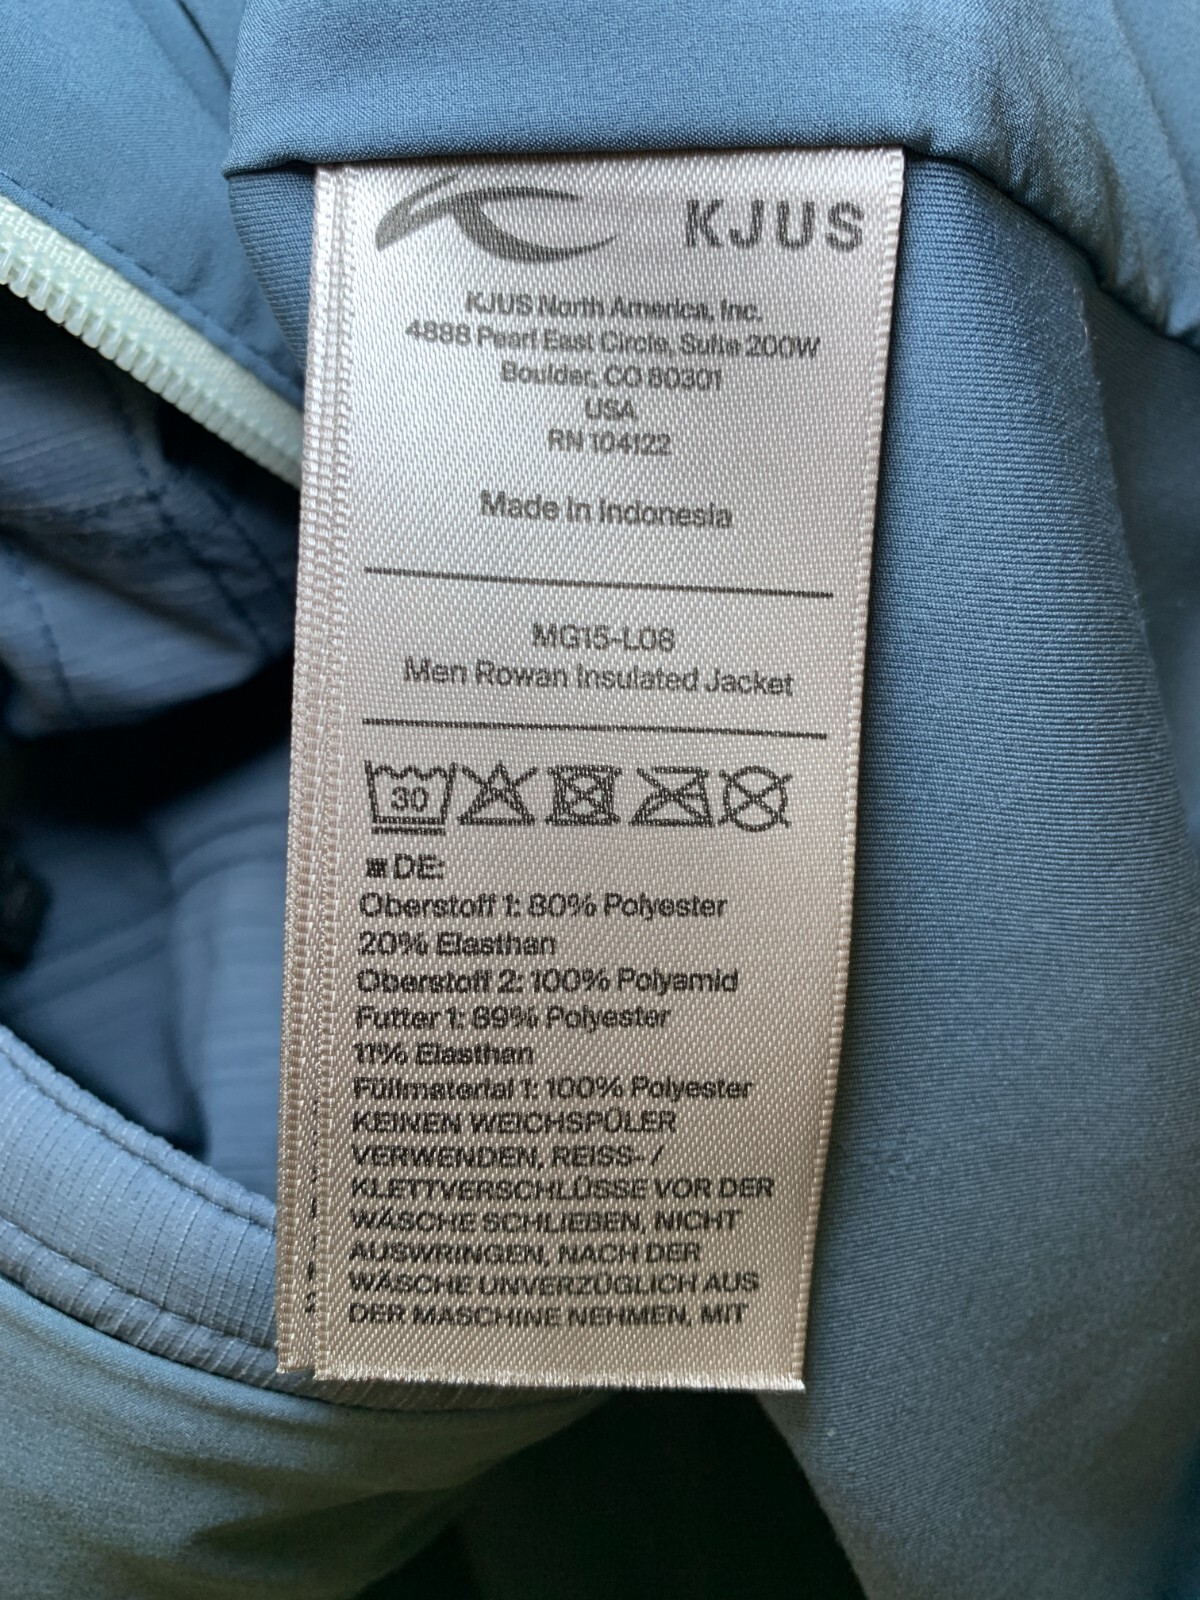 KJUS
KJUS North America, Inc.
4888 Pearl East Circle, Suite 200W
Boulder, CO 80301
USA
RN 104122
Made in Indonesia
MG15-L06
Men Rowan Insulated Jacket
30
DE:
Oberstoff 1: 80% Polyester
20% Elasthan
Oberstoff 2: 100% Polyamid
Futter 1: 89% Polyester
11% Elasthan
Füllmaterial 1: 100% Polyester
KEINEN WEICHSPÜLER
VERWENDEN, REISS- /
KLETTVERSCHLÜSSE VOR DER
WÄSCHE SCHLIEBEN, NICHT
AUSWRINGEN, NACH DER
WÄSCHE UNVERZÜGLICH AUS
DER MASCHINE NEHMEN, MIT